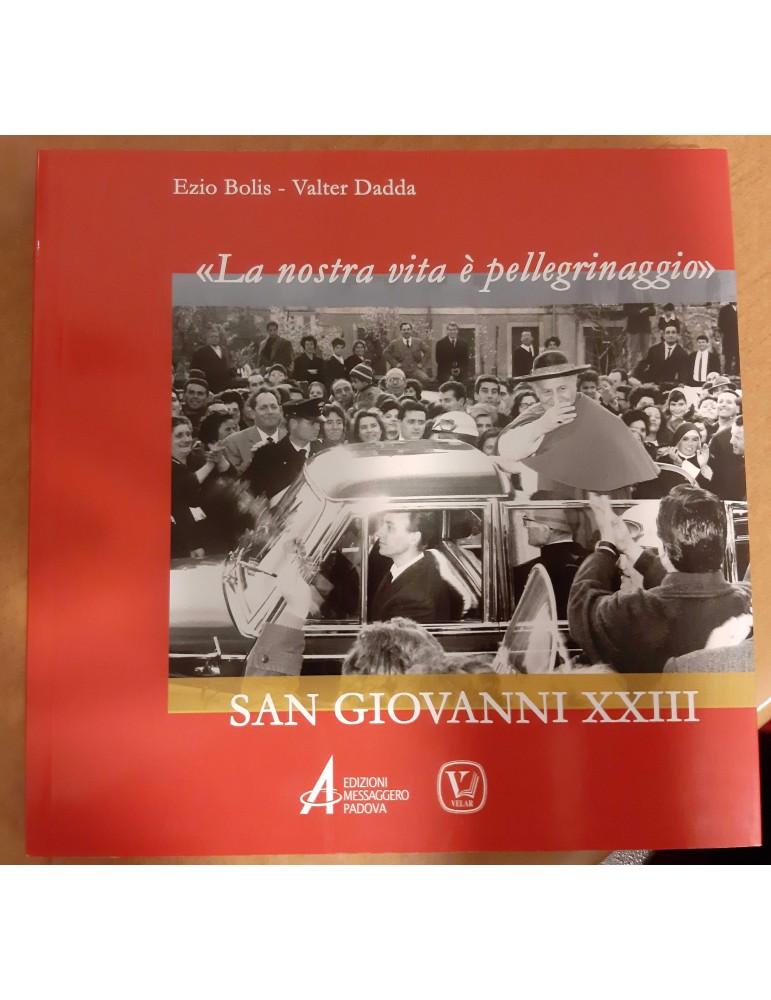 Ezio Bolis - Valter Dadda
«La nostra vita è pellegrinaggio»
SAN GIOVANNI XXIII
EDIZIONI
MESSAGGERO
PADOVA
V
VELAR